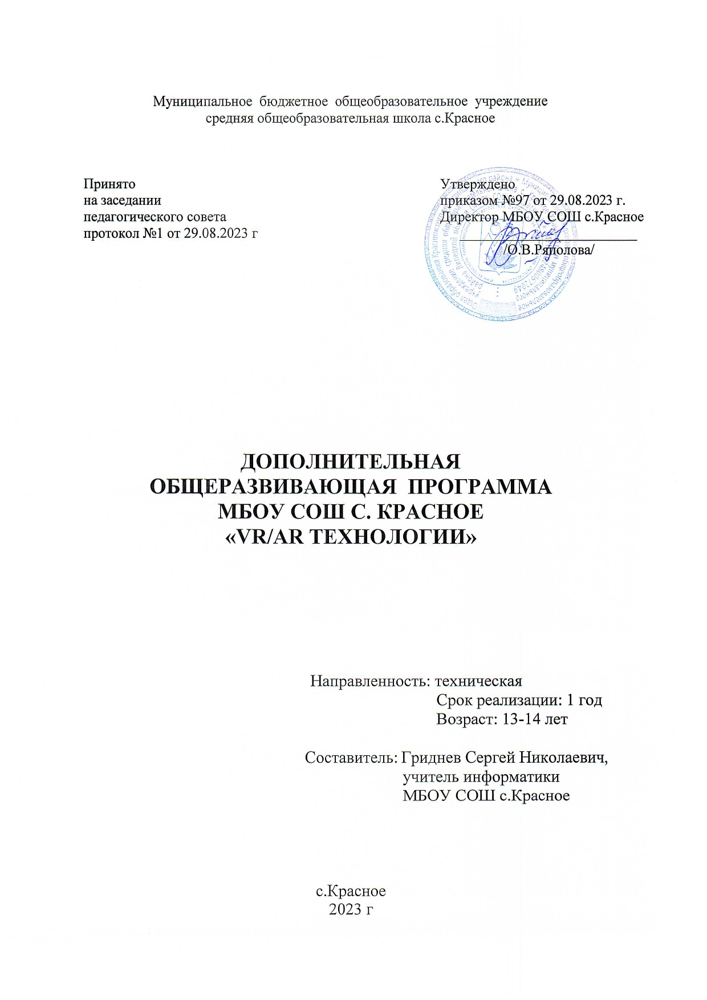 Муниципальное бюджетное общеобразовательное учреждение
средняя общеобразовательная школа с.Красное
Принято
на заседании
педагогического совета
протокол №1 от 29.08.2023 г
Утверждено
приказом №97 от 29.08.2023 г.
Директор МБОУ СОШ с.Красное
/О.В.Ряполова/
ДОПОЛНИТЕЛЬНАЯ
ОБЩЕРАЗВИВАЮЩАЯ ПРОГРАММА
МБОУ СОШ С. КРАСНОЕ
«VR/AR ТЕХНОЛОГИИ»
Направленность: техническая
Срок реализации: 1 год
Возраст: 13-14 лет
Составитель: Гриднев Сергей Николаевич,
учитель информатики
МБОУ СОШ с.Красное
с.Красное
2023 г